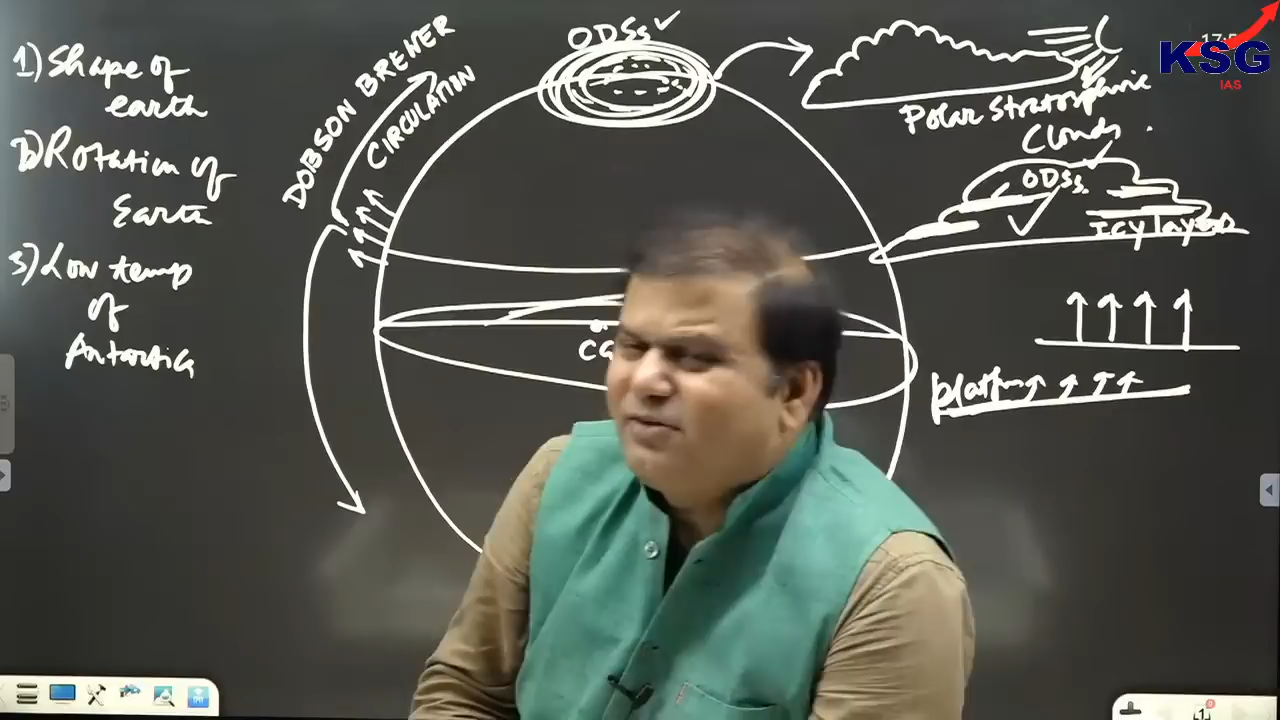 1) Shape of
earth
2) Rotation of
Earth
3) Low temp
of
Antartica
DOBSON BREWER
CIRCULATION
ODSs ✓
Polar Stratospheric
Clouds.
ODSs.
Icy layers
KSG
IAS